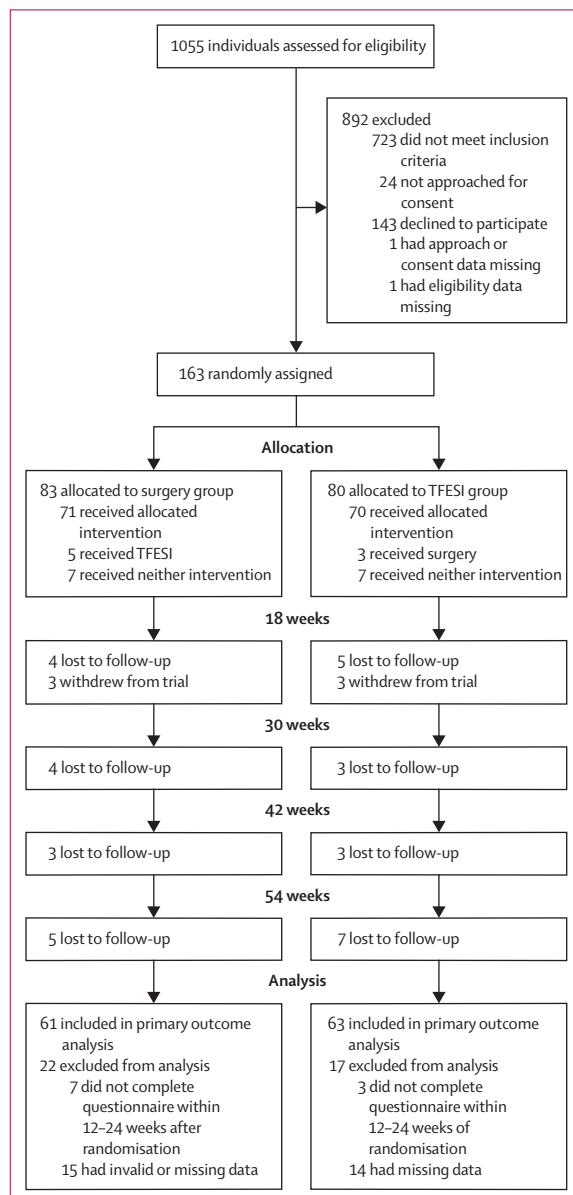 1055 individuals assessed for eligibility
892 excluded
723 did not meet inclusion
criteria
24 not approached for
consent
143 declined to participate
1 had approach or
consent data missing
1 had eligibility data
missing
163 randomly assigned
Allocation
83 allocated to surgery group
71 received allocated
intervention
5 received TFESI
7 received neither intervention
80 allocated to TFESI group
70 received allocated
intervention
3 received surgery
7 received neither intervention
18 weeks
4 lost to follow-up
3 withdrew from trial
5 lost to follow-up
3 withdrew from trial
30 weeks
4 lost to follow-up
3 lost to follow-up
42 weeks
3 lost to follow-up
3 lost to follow-up
54 weeks
5 lost to follow-up
7 lost to follow-up
Analysis
61 included in primary outcome
analysis
22 excluded from analysis
7 did not complete
questionnaire within
12–24 weeks after
randomisation
15 had invalid or missing data
63 included in primary outcome
analysis
17 excluded from analysis
3 did not complete
questionnaire within
12–24 weeks of
randomisation
14 had missing data